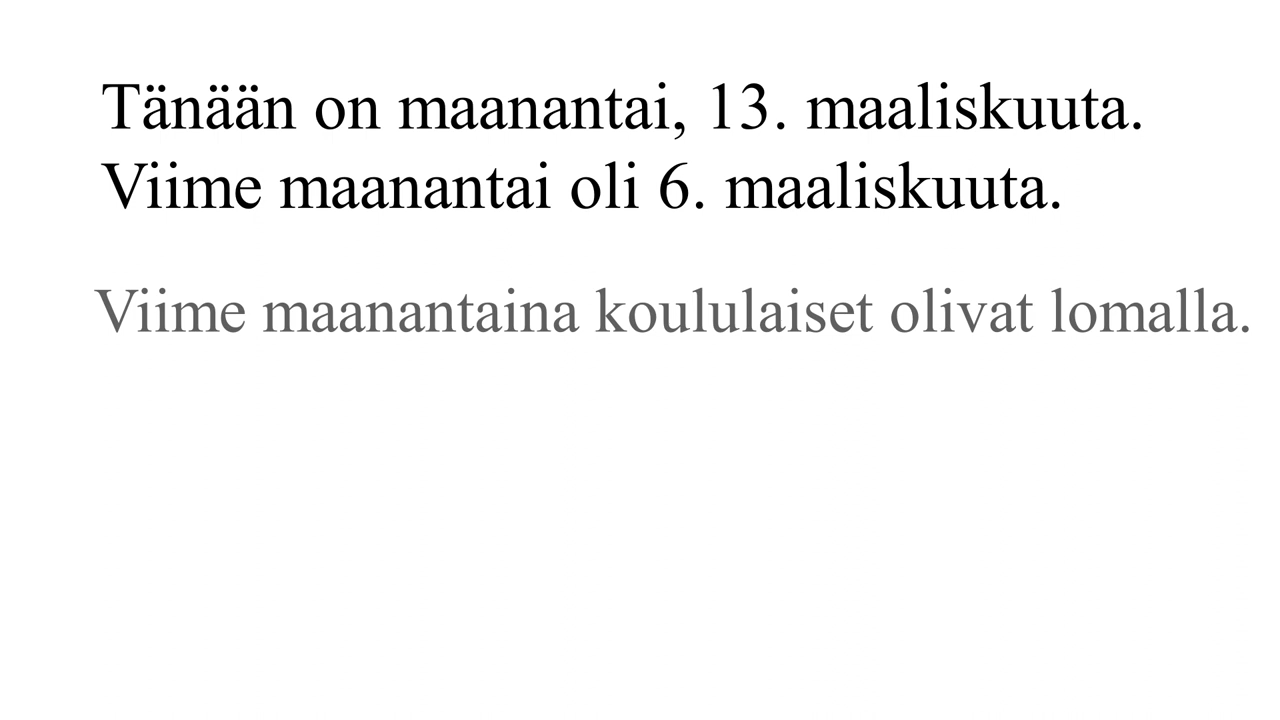 Tänään on maanantai, 13. maaliskuuta.
Viime maanantai oli 6. maaliskuuta.
Viime maanantaina koululaiset olivat lomalla.